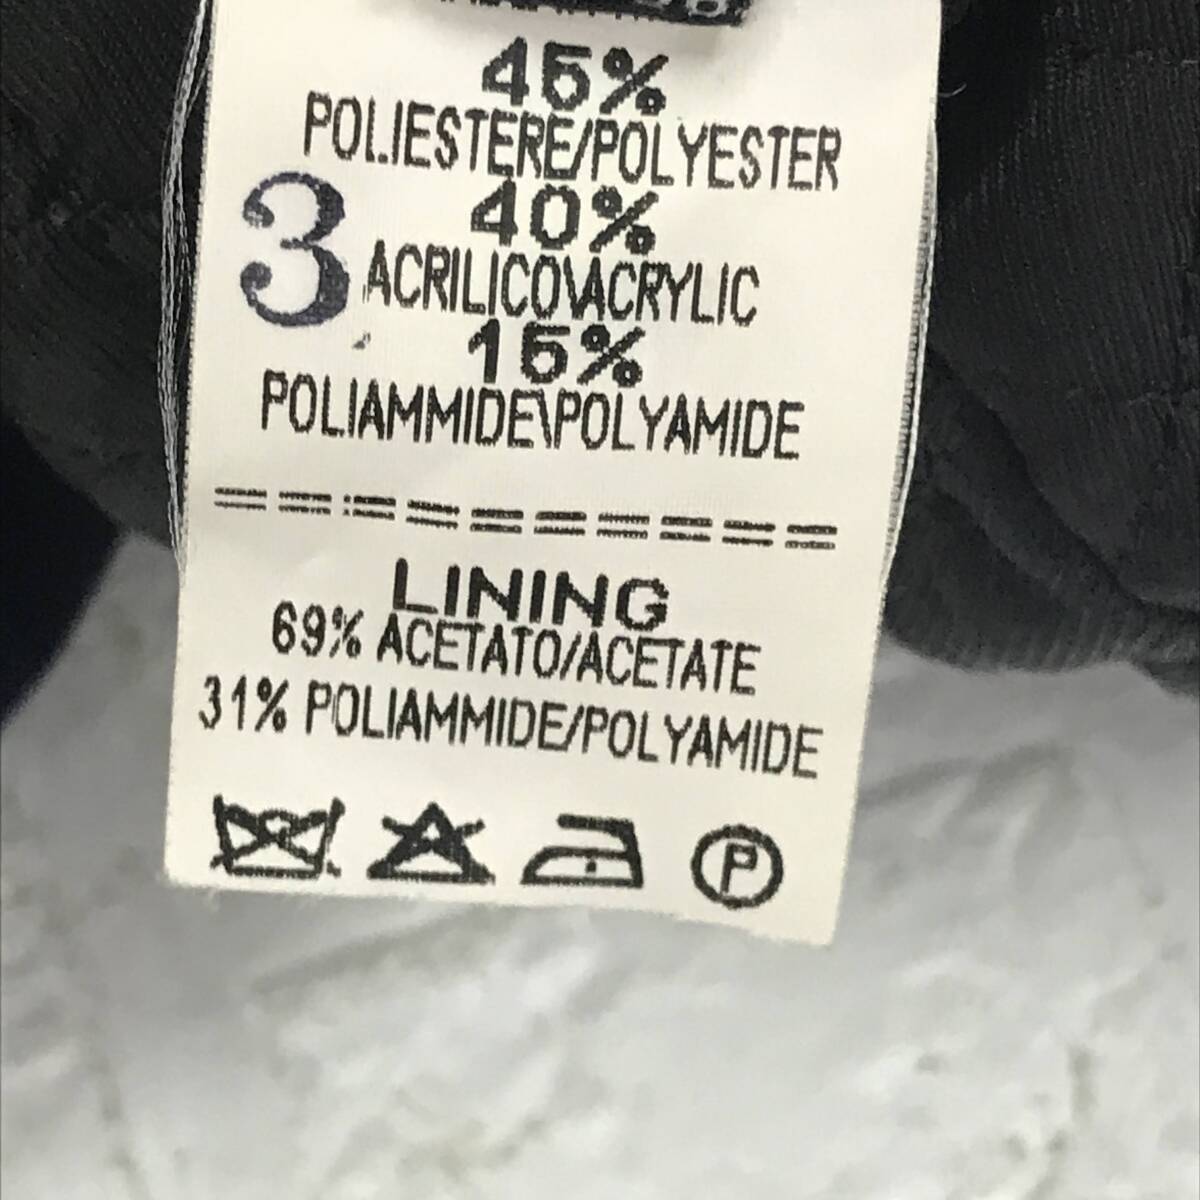 45%
POLIESTERE/POLYESTER
40%
3
ACRILICO\ACRYLIC
15%
POLIAMMIDE\POLYAMIDE
LINING
69% ACETATO/ACETATE
31% POLIAMMIDE/POLYAMIDE
P